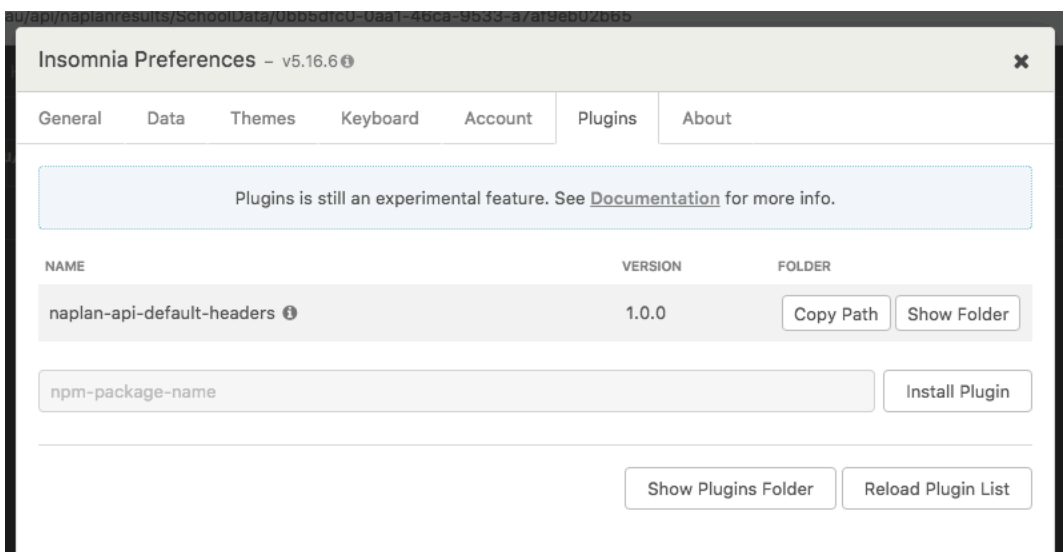 au/api/naplanresults/SchoolData/0bb5dfc0-0aa1-46ca-9533-a7af9eb02b65
Insomnia Preferences – v5.16.6
General Data Themes Keyboard Account Plugins About
Plugins is still an experimental feature. See Documentation for more info.
NAME VERSION FOLDER
naplan-api-default-headers 1.0.0 Copy Path Show Folder
npm-package-name Install Plugin
Show Plugins Folder Reload Plugin List